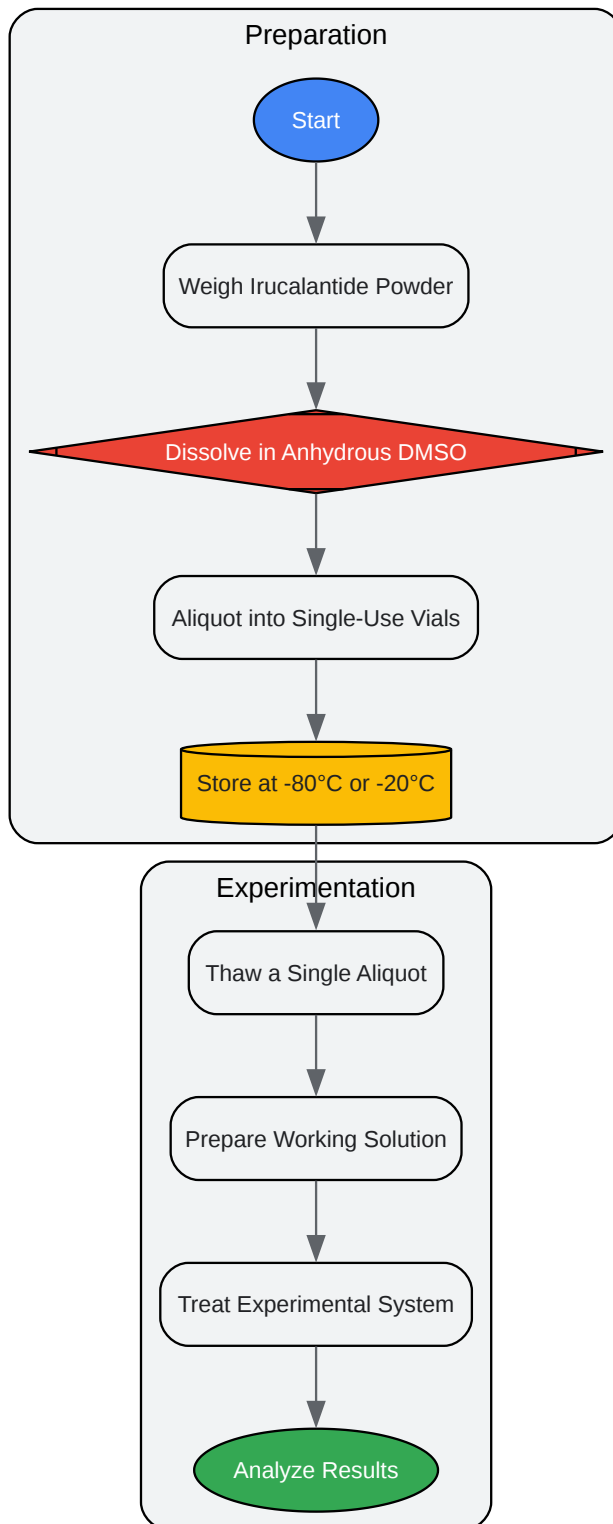 Preparation
Start
Weigh Irucalantide Powder
Dissolve in Anhydrous DMSO
Aliquot into Single-Use Vials
Store at -80°C or -20°C
Experimentation
Thaw a Single Aliquot
Prepare Working Solution
Treat Experimental System
Analyze Results